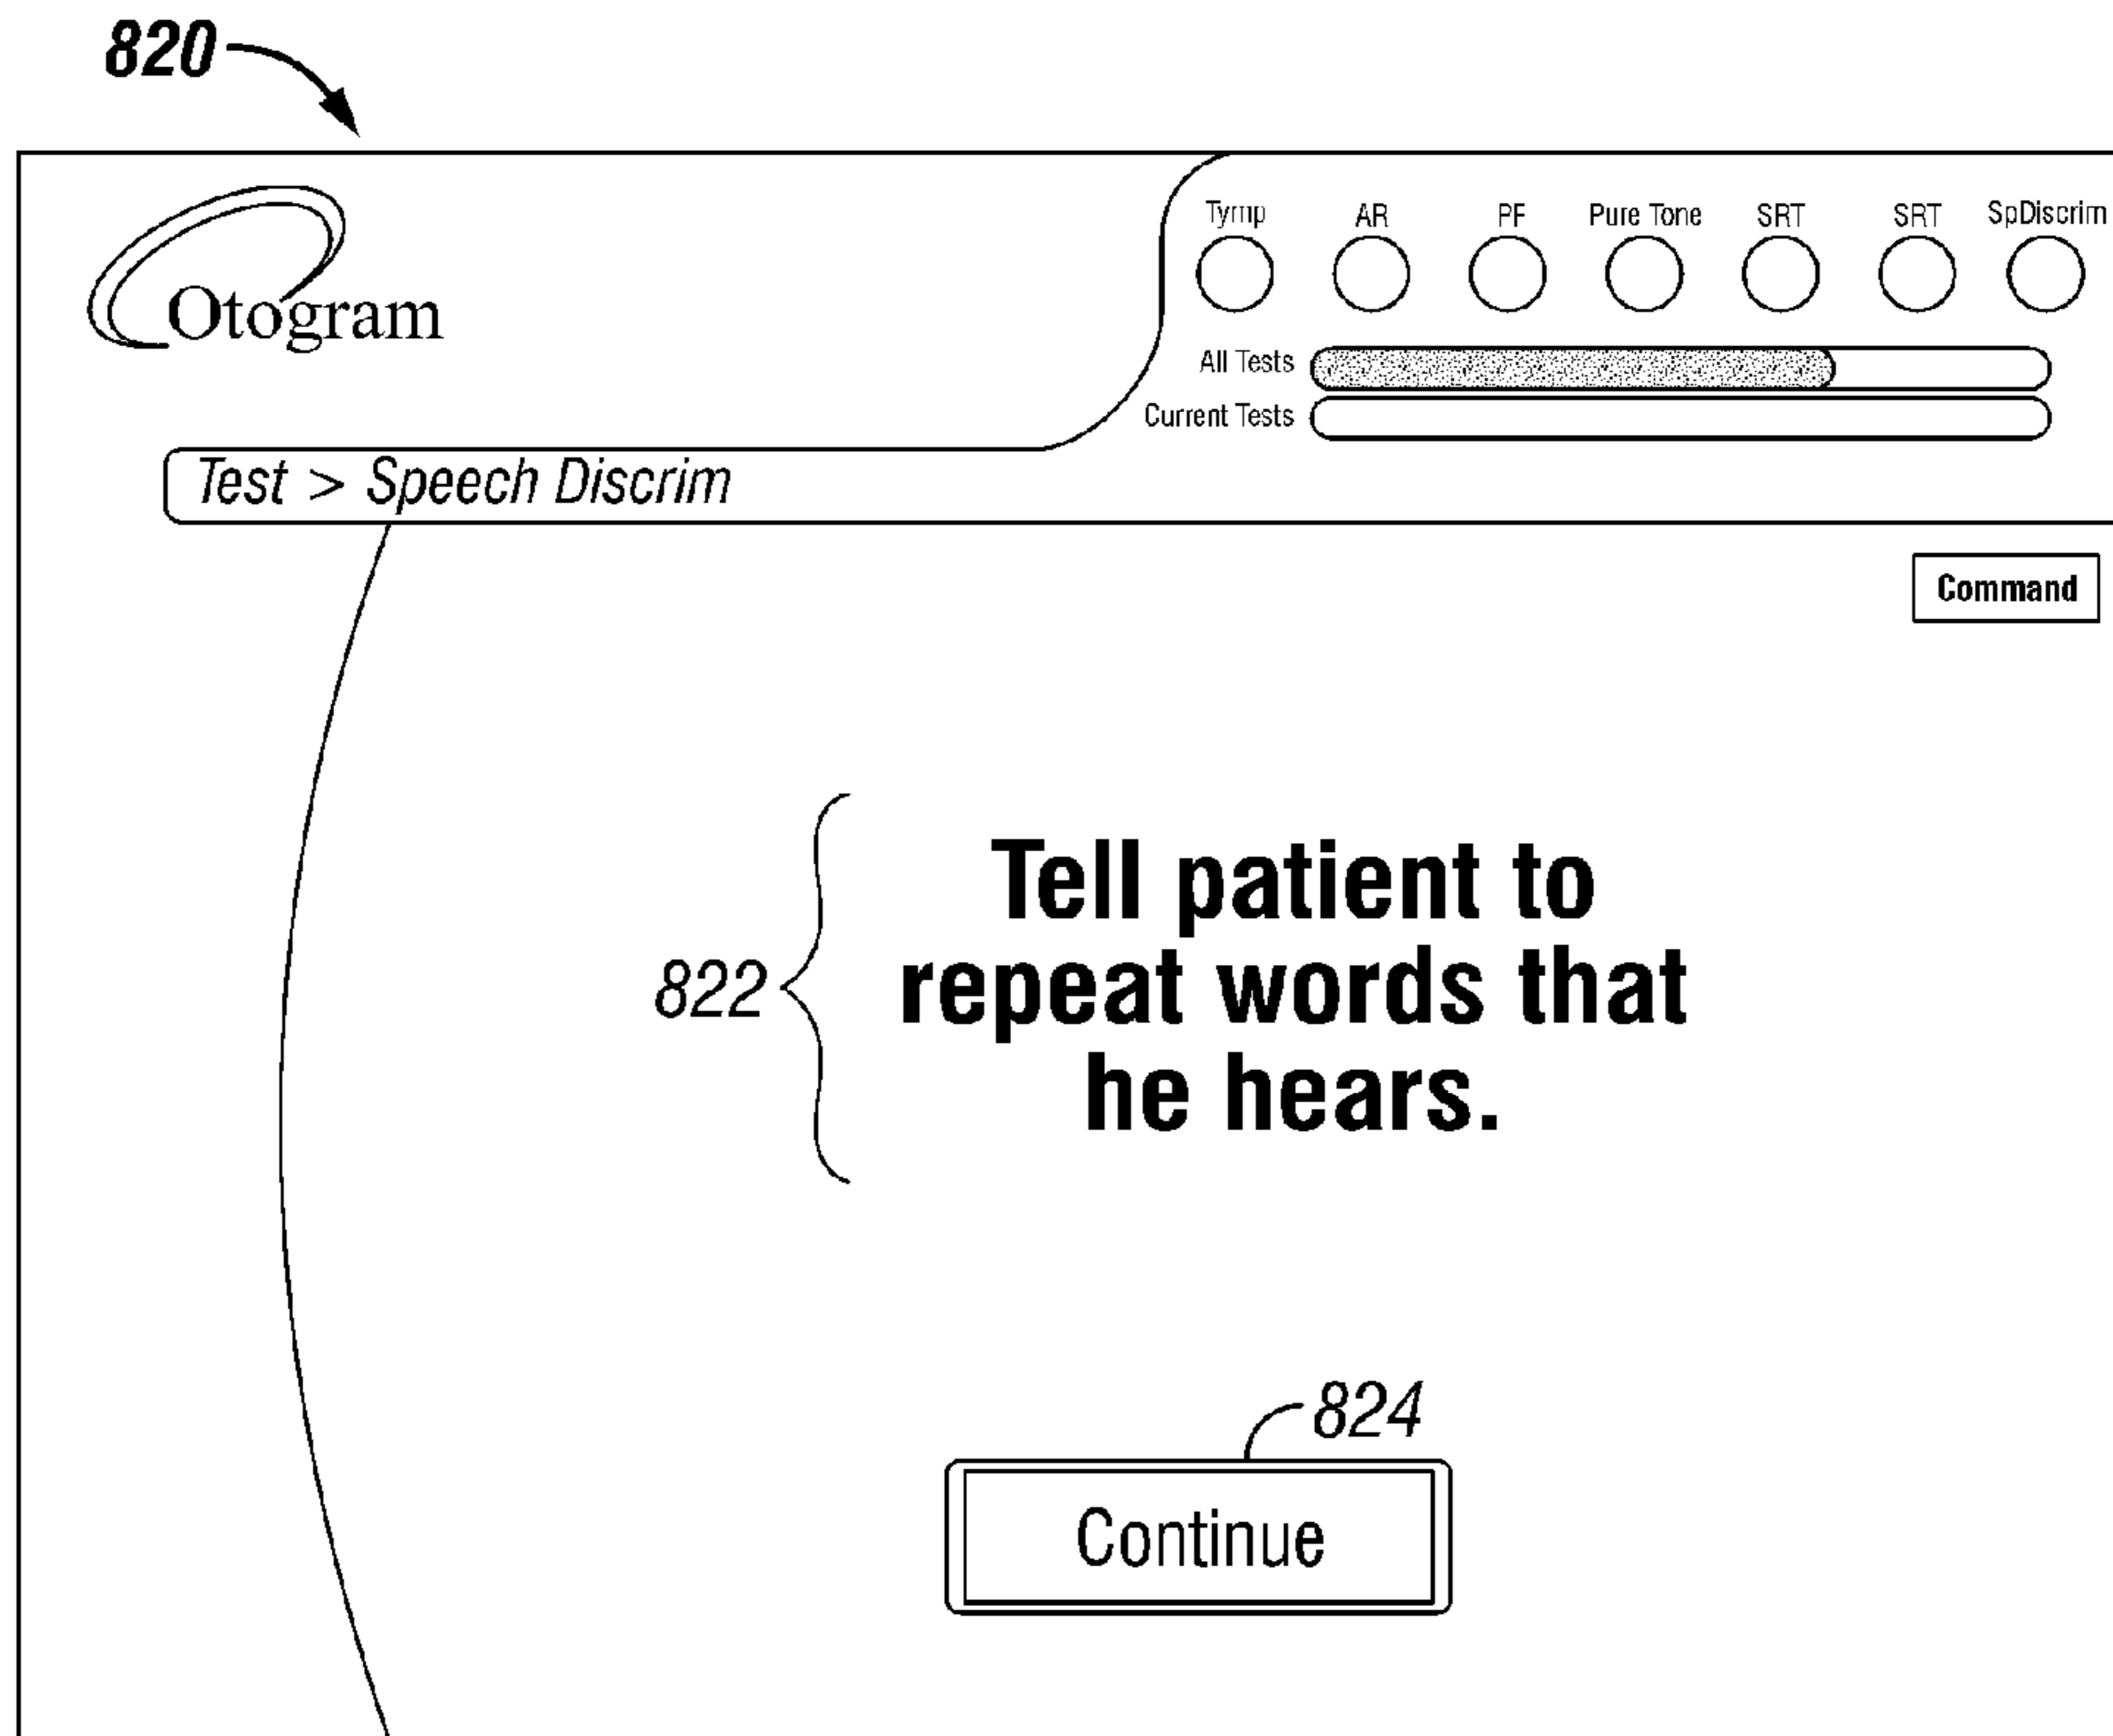 820
Otogram
Tymp AR PF Pure Tone SRT SRT SpDiscrim
All Tests
Current Tests
Test > Speech Discrim
Command
Tell patient to
822 repeat words that
he hears.
824
Continue